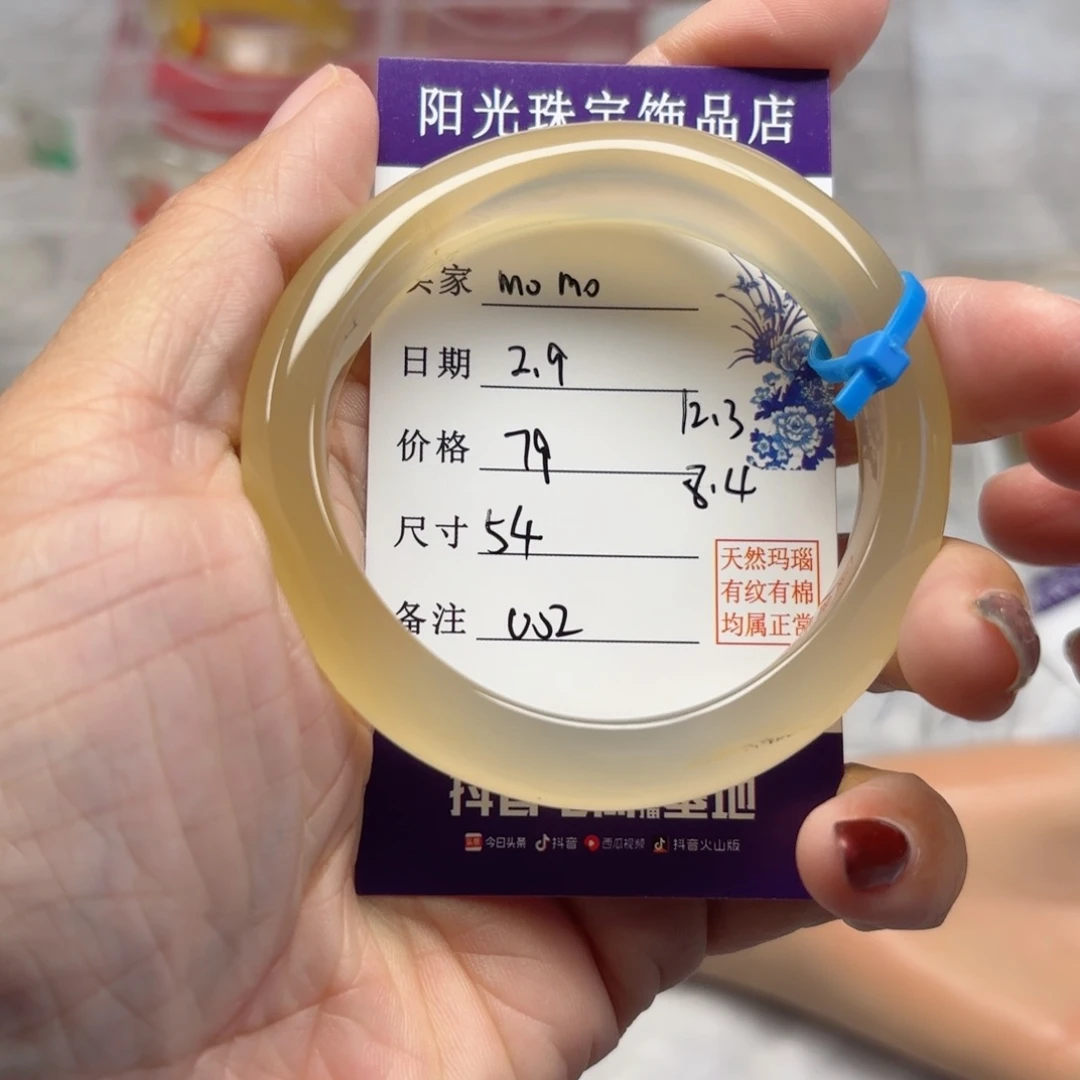 阳光珠宝饰品店
家 momo
日期 2.9
12.3
价格 79
8.4
尺寸 54
天然玛瑙
有纹有棉
均属正常
备注 002
今日头条 抖音 西瓜视频 抖音火山版